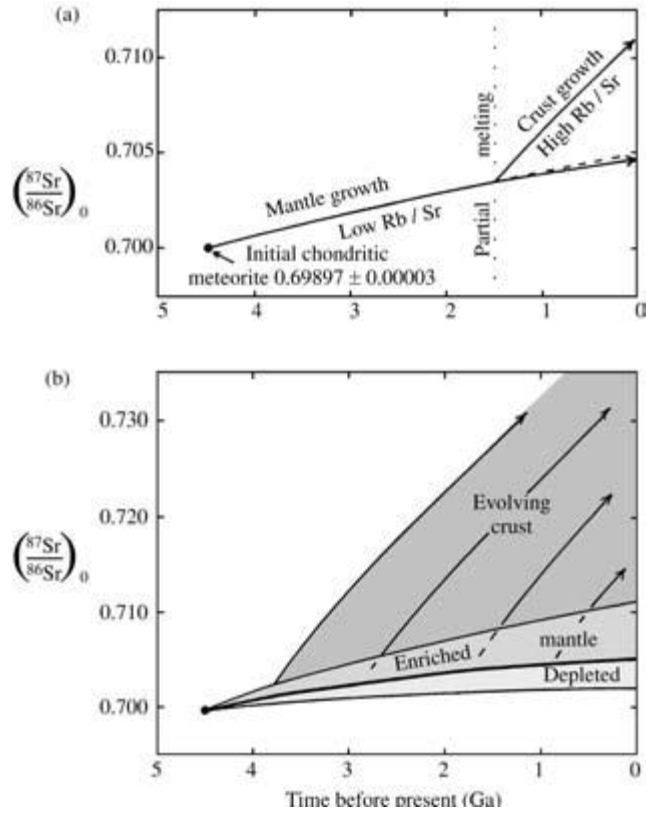 (a)
0.710
0.705
0.700
(⁸⁷Sr/⁸⁶Sr)₀
Crust growth
High Rb / Sr
melting
Partial
Mantle growth
Low Rb / Sr
Initial chondritic
meteorite 0.69897 ± 0.00003
5 4 3 2 1 0
(b)
0.730
0.720
0.710
0.700
(⁸⁷Sr/⁸⁶Sr)₀
Evolving
crust
Enriched
mantle
Depleted
5 4 3 2 1 0
Time before present (Ga)